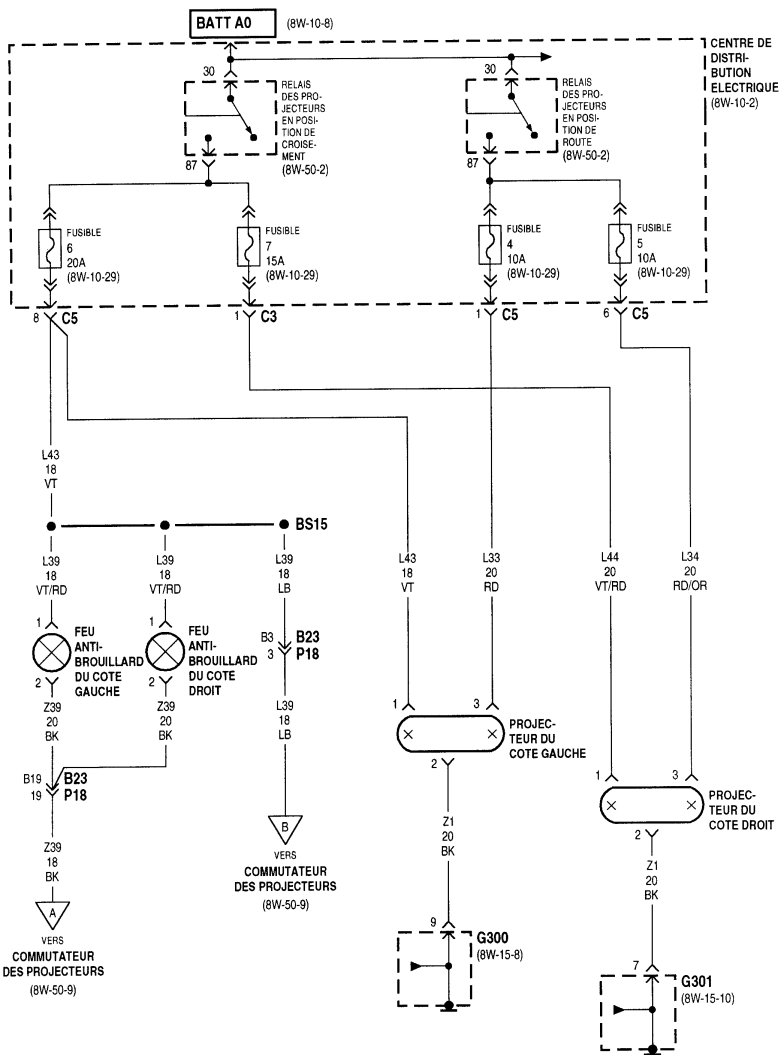 BATT A0
(8W-10-8)
CENTRE DE
DISTRI-
BUTION
ELECTRIQUE
(8W-10-2)
30
RELAIS
DES PRO-
JECTEURS
EN POSI-
TION DE
CROISE-
MENT
(8W-50-2)
87
30
RELAIS
DES PRO-
JECTEURS
EN POSI-
TION DE
ROUTE
(8W-50-2)
87
FUSIBLE
6
20A
(8W-10-29)
FUSIBLE
7
15A
(8W-10-29)
FUSIBLE
4
10A
(8W-10-29)
FUSIBLE
5
10A
(8W-10-29)
8 C5
1 C3
1 C5
6 C5
L43
18
VT
BS15
L39
18
VT/RD
L39
18
VT/RD
L39
18
LB
L43
18
VT
L33
20
RD
L44
20
VT/RD
L34
20
RD/OR
1
FEU
ANTI-
BROUILLARD
DU COTE
GAUCHE
2
1
FEU
ANTI-
BROUILLARD
DU COTE
DROIT
2
B3 B23
3 P18
Z39
20
BK
Z39
20
BK
L39
18
LB
1
3
PROJEC-
TEUR DU
COTE GAUCHE
2
1
3
PROJEC-
TEUR DU
COTE DROIT
2
B19 B23
19 P18
Z39
18
BK
A
VERS
COMMUTATEUR
DES PROJECTEURS
(8W-50-9)
B
VERS
COMMUTATEUR
DES PROJECTEURS
(8W-50-9)
Z1
20
BK
Z1
20
BK
9
G300
(8W-15-8)
7
G301
(8W-15-10)